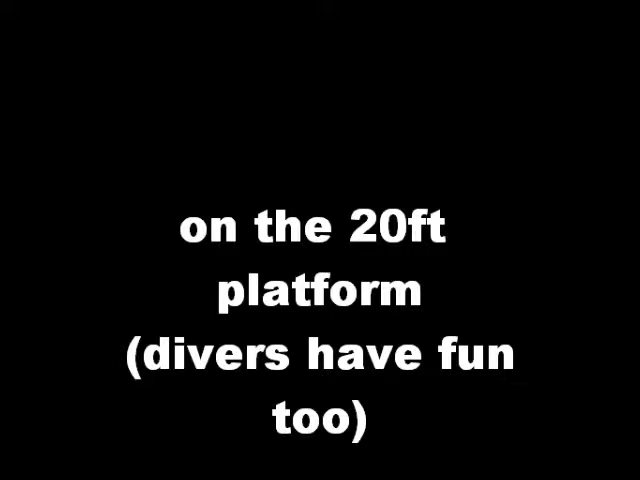 on the 20ft
platform
(divers have fun
too)